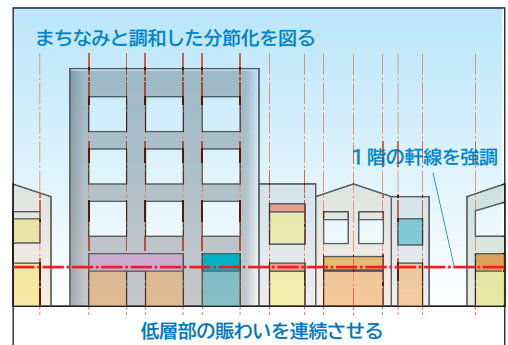 まちなみと調和した分節化を図る
１階の軒線を強調
低層部の賑わいを連続させる